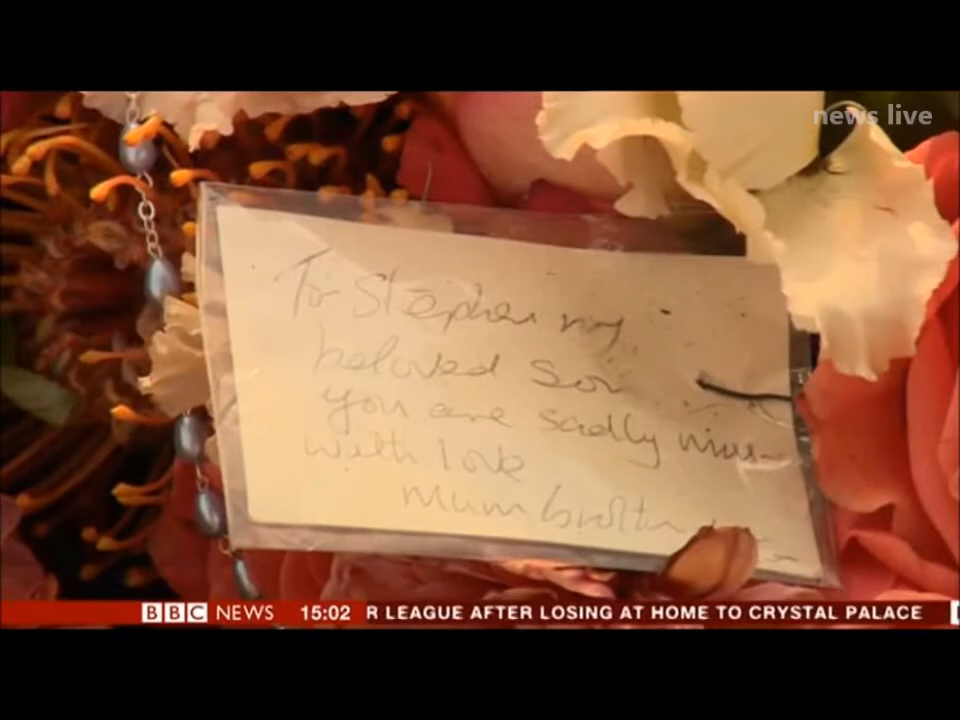 news live
To Stephen my
beloved son
You are sadly
with love
Mum brother
BBC NEWS 15:02 R LEAGUE AFTER LOSING AT HOME TO CRYSTAL PALACE